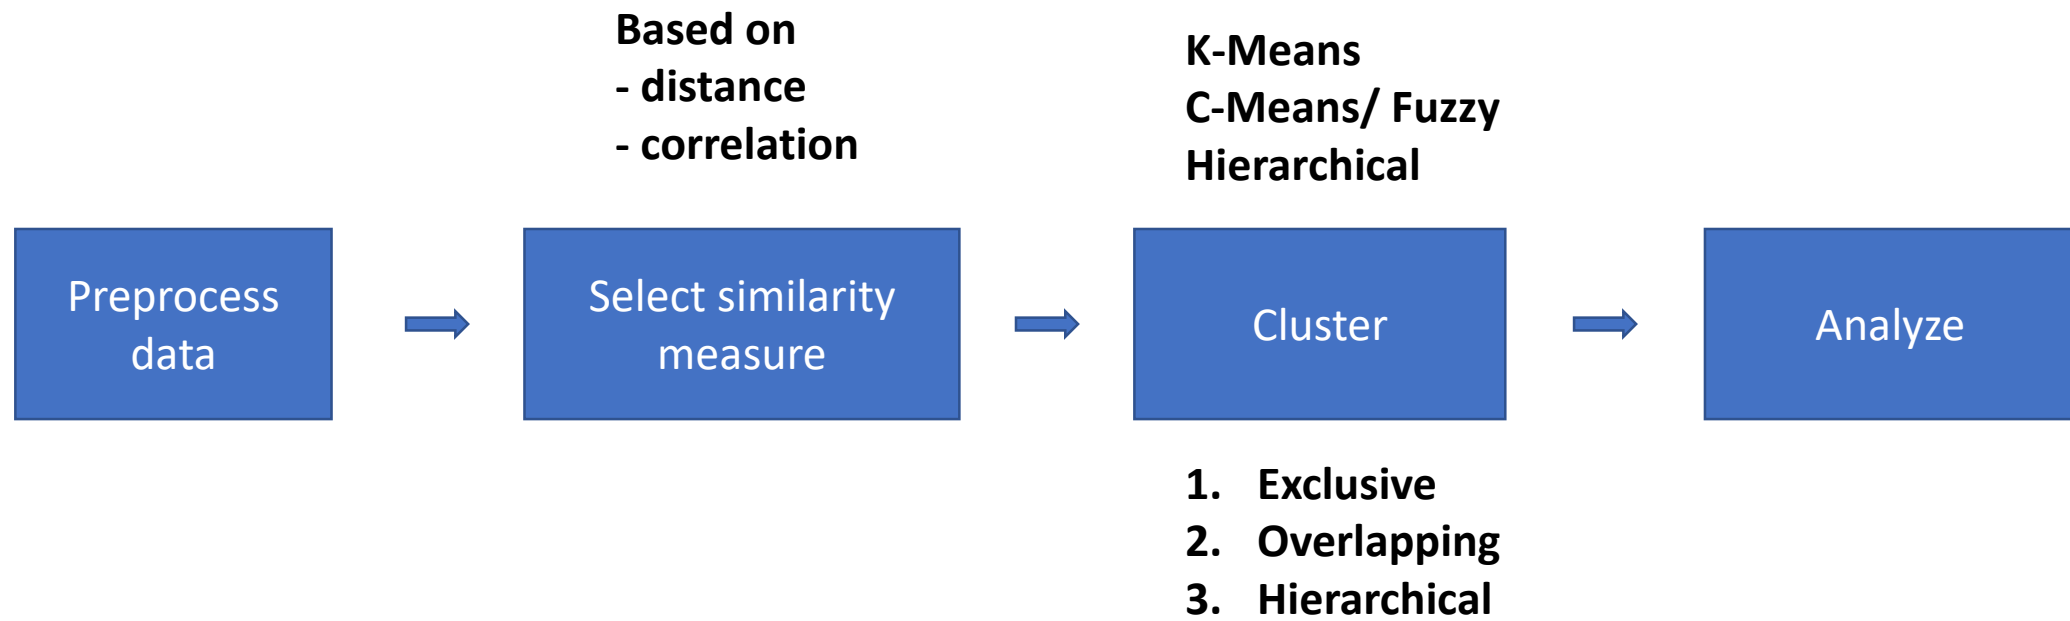 Based on
- distance
- correlation
K-Means
C-Means/ Fuzzy
Hierarchical
Preprocess
data
Select similarity
measure
Cluster
Analyze
1. Exclusive
2. Overlapping
3. Hierarchical